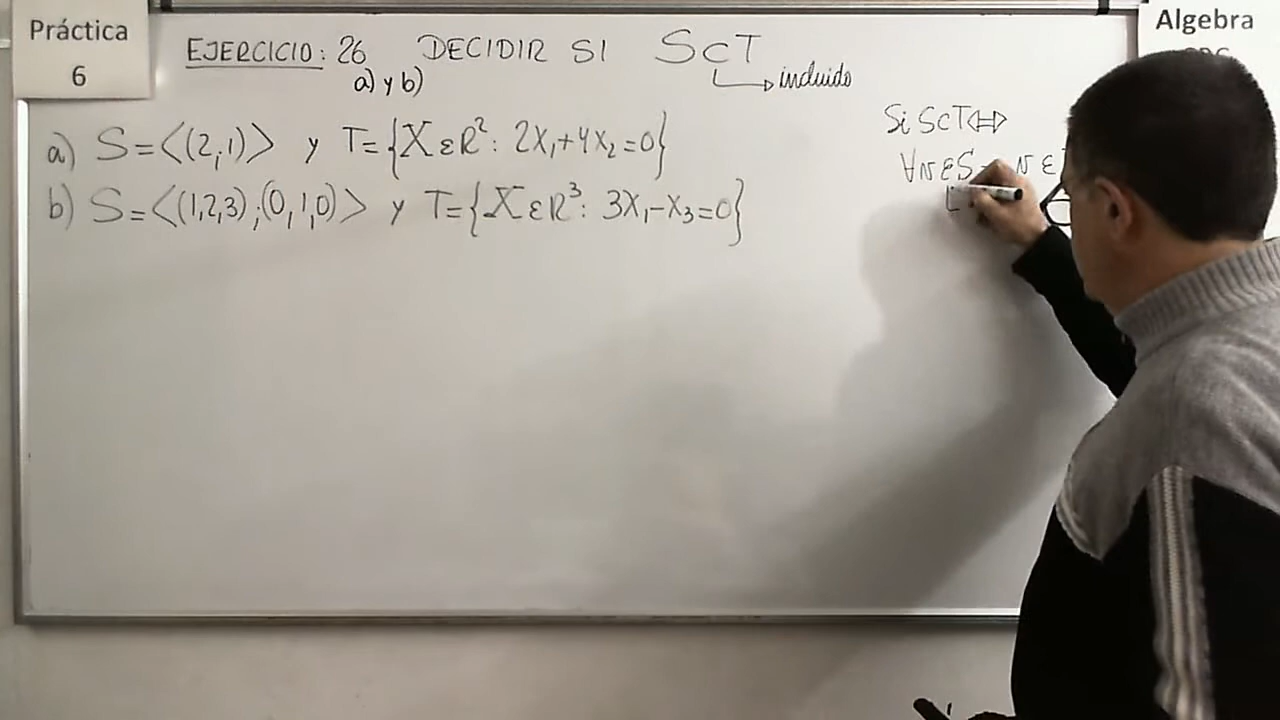 Práctica
6
Algebra
EJERCICIO: 26 DECIDIR SI S⊂T
a) y b)
incluido
a) S=<(2,1)> y T={X∈R²: 2X₁+4X₂=0}
b) S=<(1,2,3),(0,1,0)> y T={X∈R³: 3X₁-X₃=0}
Si S⊂T⇔
∀v∈S v∈